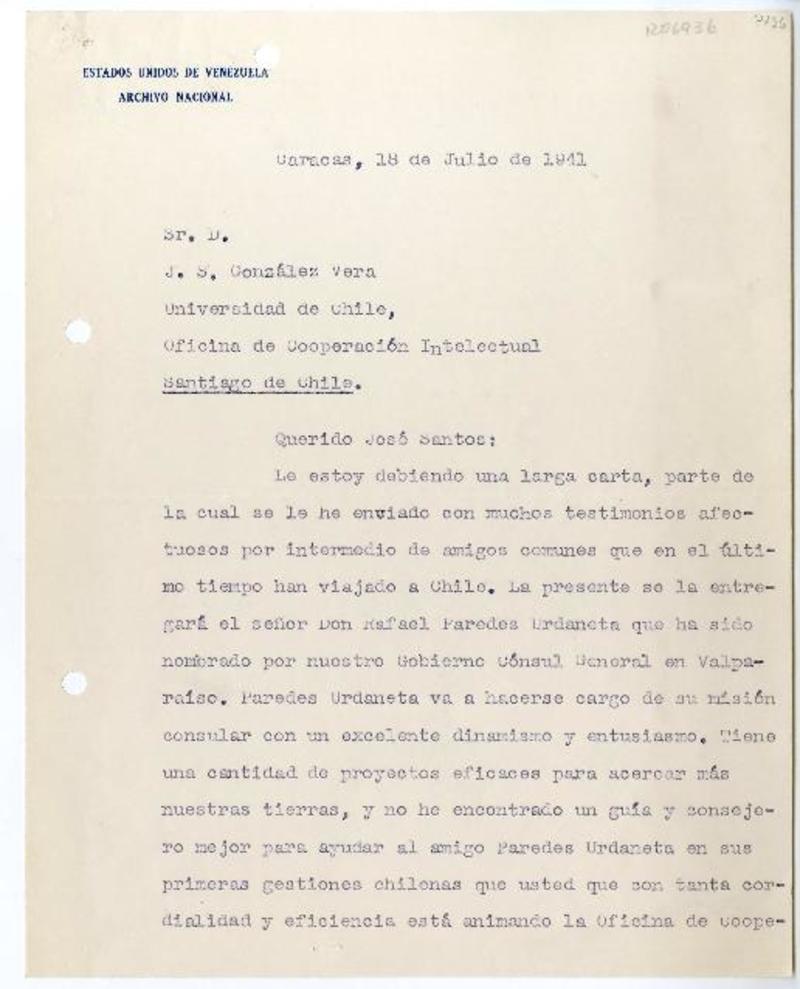 R06936
ESTADOS UNIDOS DE VENEZUELA
ARCHIVO NACIONAL
Caracas, 18 de Julio de 1941
Sr. D.
J. S. González Vera
Universidad de Chile,
Oficina de Cooperación Intelectual
Santiago de Chile.
Querido José Santos:
Le estoy debiendo una larga carta, parte de
la cual se le he enviado con muchos testimonios afec-
tuosos por intermedio de amigos comunes que en el últi-
mo tiempo han viajado a Chile. La presente se la entre-
gará el señor Don Rafael Paredes Urdaneta que ha sido
nombrado por nuestro Gobierno Cónsul General en Valpa-
raíso. Paredes Urdaneta va a hacerse cargo de su misión
consular con un excelente dinamismo y entusiasmo. Tiene
una cantidad de proyectos eficaces para acercar más
nuestras tierras, y no he encontrado un guía y conseje-
ro mejor para ayudar al amigo Paredes Urdaneta en sus
primeras gestiones chilenas que usted que con tanta cor-
dialidad y eficiencia está animando la Oficina de Coope-